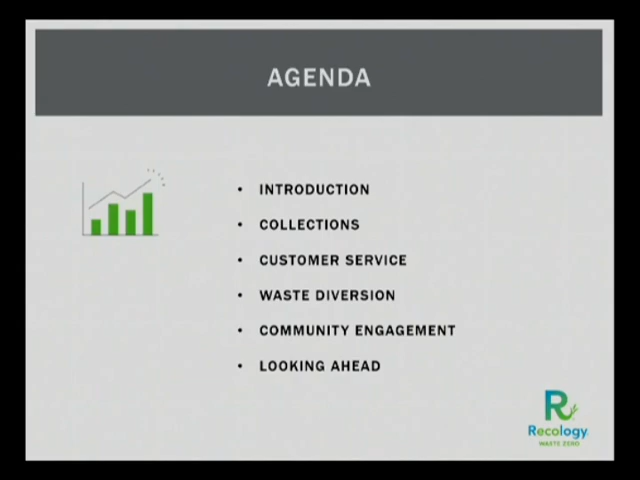 AGENDA
• INTRODUCTION
• COLLECTIONS
• CUSTOMER SERVICE
• WASTE DIVERSION
• COMMUNITY ENGAGEMENT
• LOOKING AHEAD
R
Recology
WASTE ZERO